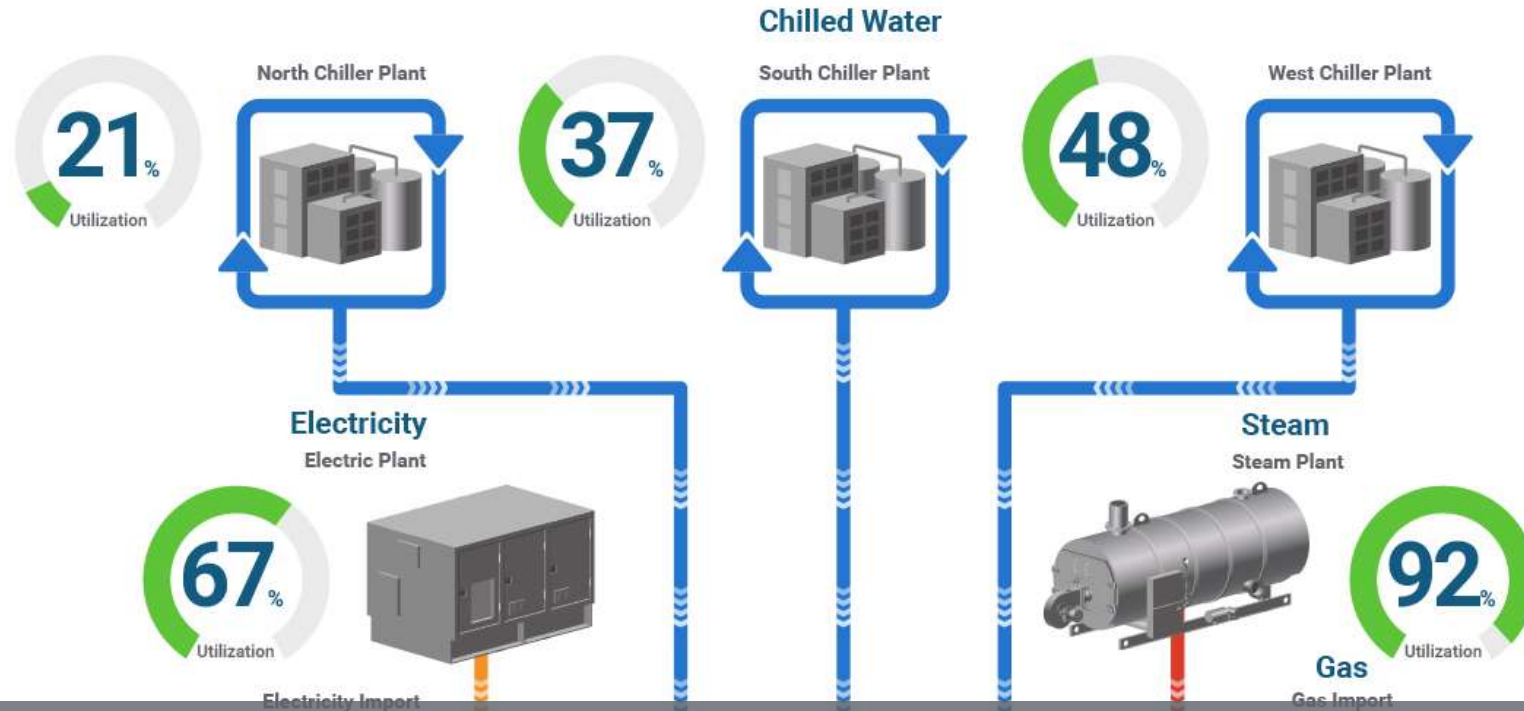 Chilled Water
North Chiller Plant
South Chiller Plant
West Chiller Plant
21%
Utilization
37%
Utilization
48%
Utilization
Electricity
Electric Plant
Steam
Steam Plant
67%
Utilization
92%
Utilization
Gas
Electricity Import
Gas Import